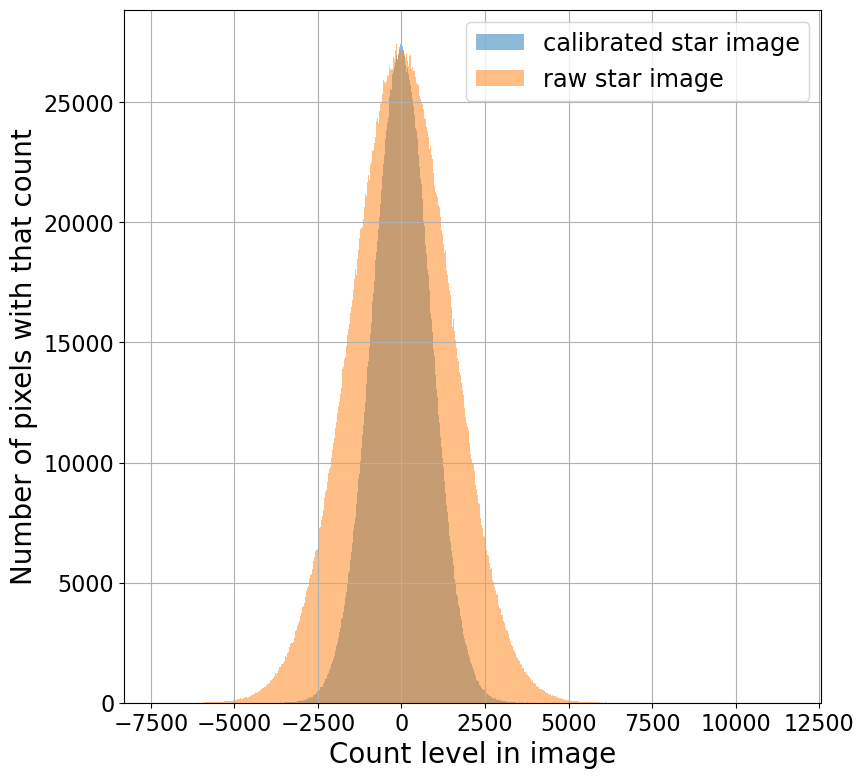 calibrated star image
raw star image
25000
20000
15000
10000
5000
0
Number of pixels with that count
−7500 −5000 −2500 0 2500 5000 7500 10000 12500
Count level in image